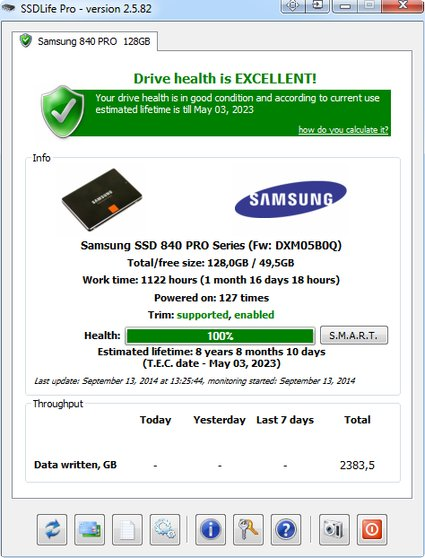 SSDLife Pro - version 2.5.82
Samsung 840 PRO 128GB
Drive health is EXCELLENT!
Your drive health is in good condition and according to current use
estimated lifetime is till May 03, 2023
how do you calculate it?
Info
SAMSUNG
Samsung SSD 840 PRO Series (Fw: DXM05B0Q)
Total/free size: 128,0GB / 49,5GB
Work time: 1122 hours (1 month 16 days 18 hours)
Powered on: 127 times
Trim: supported, enabled
Health: 100% S.M.A.R.T.
Estimated lifetime: 8 years 8 months 10 days
(T.E.C. date - May 03, 2023)
Last update: September 13, 2014 at 13:25:44, monitoring started: September 13, 2014
Throughput
Today Yesterday Last 7 days Total
Data written, GB - - - 2383,5